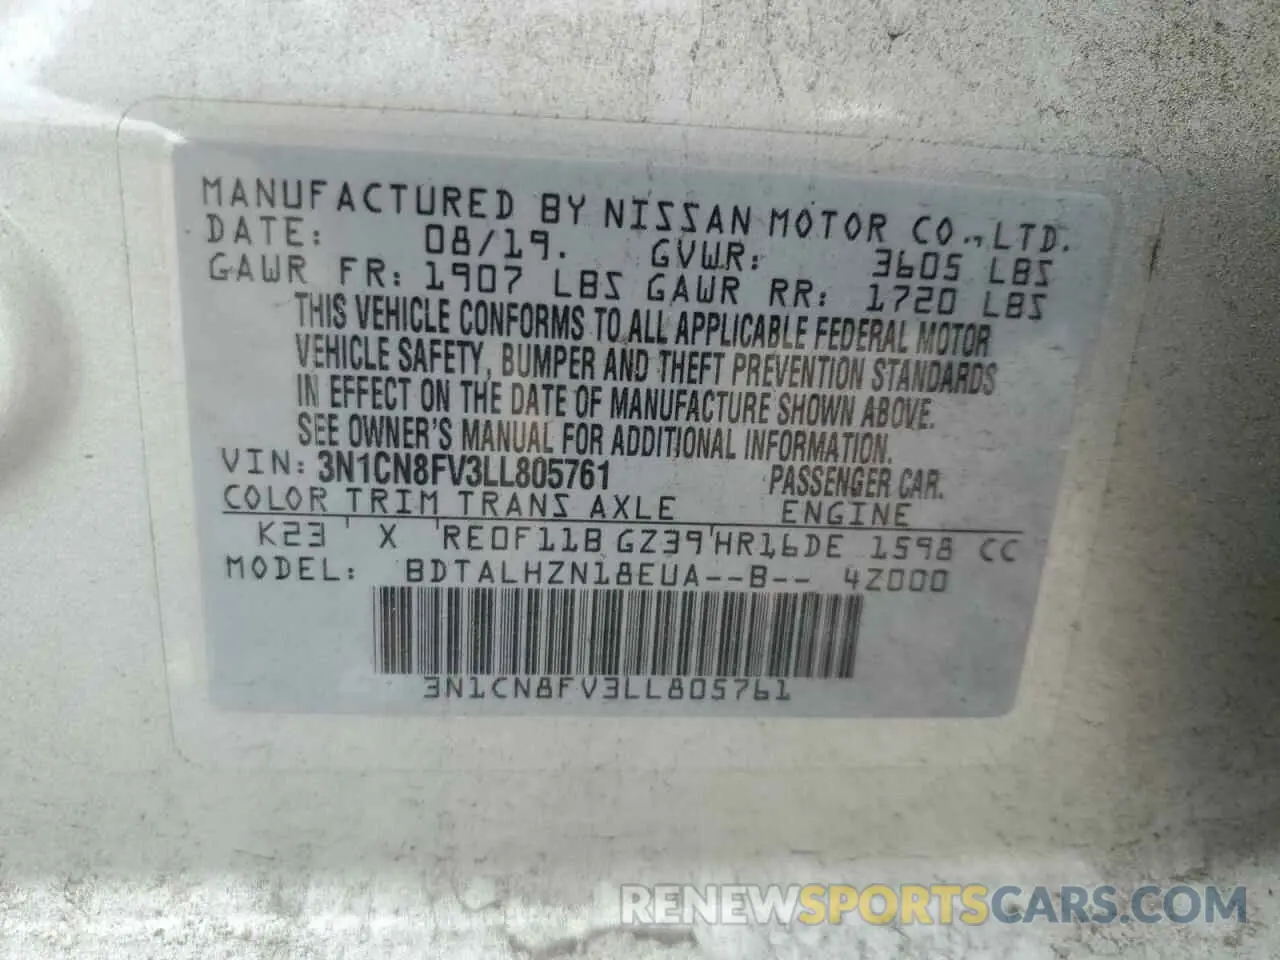 MANUFACTURED BY NISSAN MOTOR CO., LTD.
DATE: 08/19. GVWR: 3605 LBS
GAWR FR: 1907 LBS GAWR RR: 1720 LBS
THIS VEHICLE CONFORMS TO ALL APPLICABLE FEDERAL MOTOR
VEHICLE SAFETY, BUMPER AND THEFT PREVENTION STANDARDS
IN EFFECT ON THE DATE OF MANUFACTURE SHOWN ABOVE.
SEE OWNER'S MANUAL FOR ADDITIONAL INFORMATION.
VIN: 3N1CN8FV3LL805761 PASSENGER CAR.
COLOR TRIM TRANS AXLE ENGINE
K23 X RE0F11B GZ39 HR16DE 1598 CC
MODEL: BDTALHZN18EUA--B-- 4Z000
3N1CN8FV3LL805761
RENEWSPORTSCARS.COM